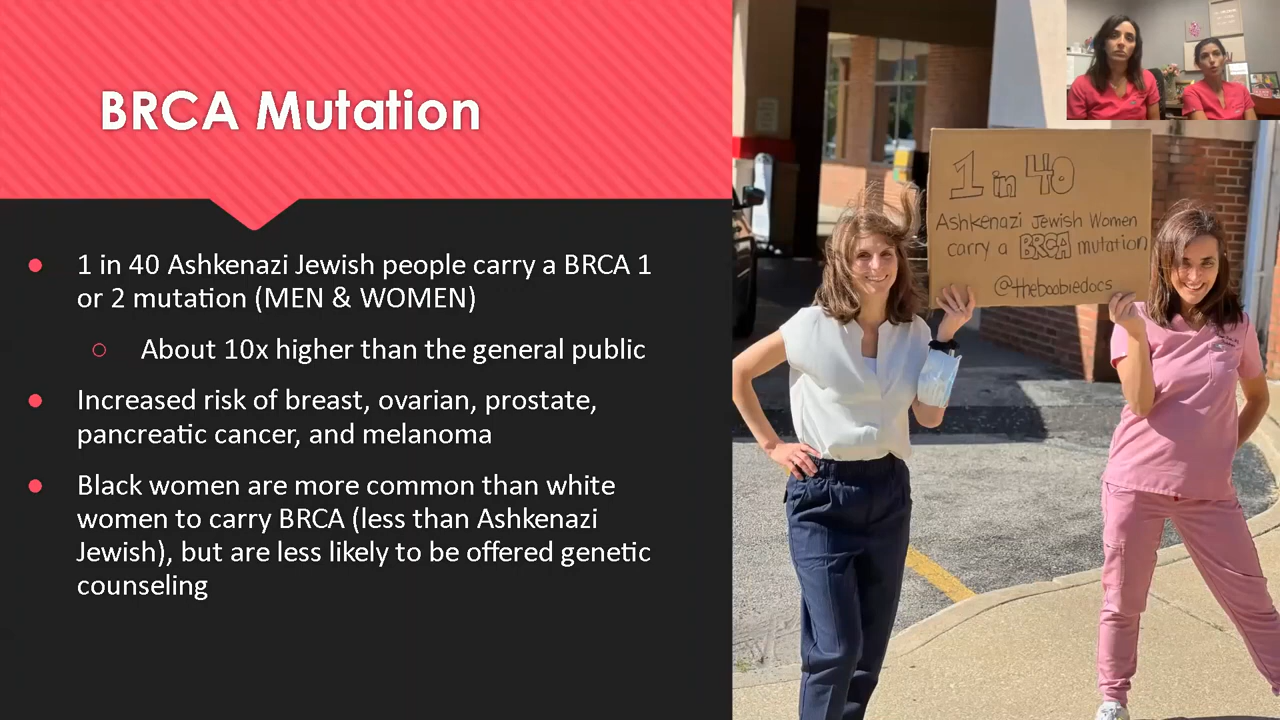 BRCA Mutation
1 in 40 Ashkenazi Jewish people carry a BRCA 1
or 2 mutation (MEN & WOMEN)
About 10x higher than the general public
Increased risk of breast, ovarian, prostate,
pancreatic cancer, and melanoma
Black women are more common than white
women to carry BRCA (less than Ashkenazi
Jewish), but are less likely to be offered genetic
counseling
1 in 40
Ashkenazi Jewish Women
carry a BRCA mutation
@theboobiedocs